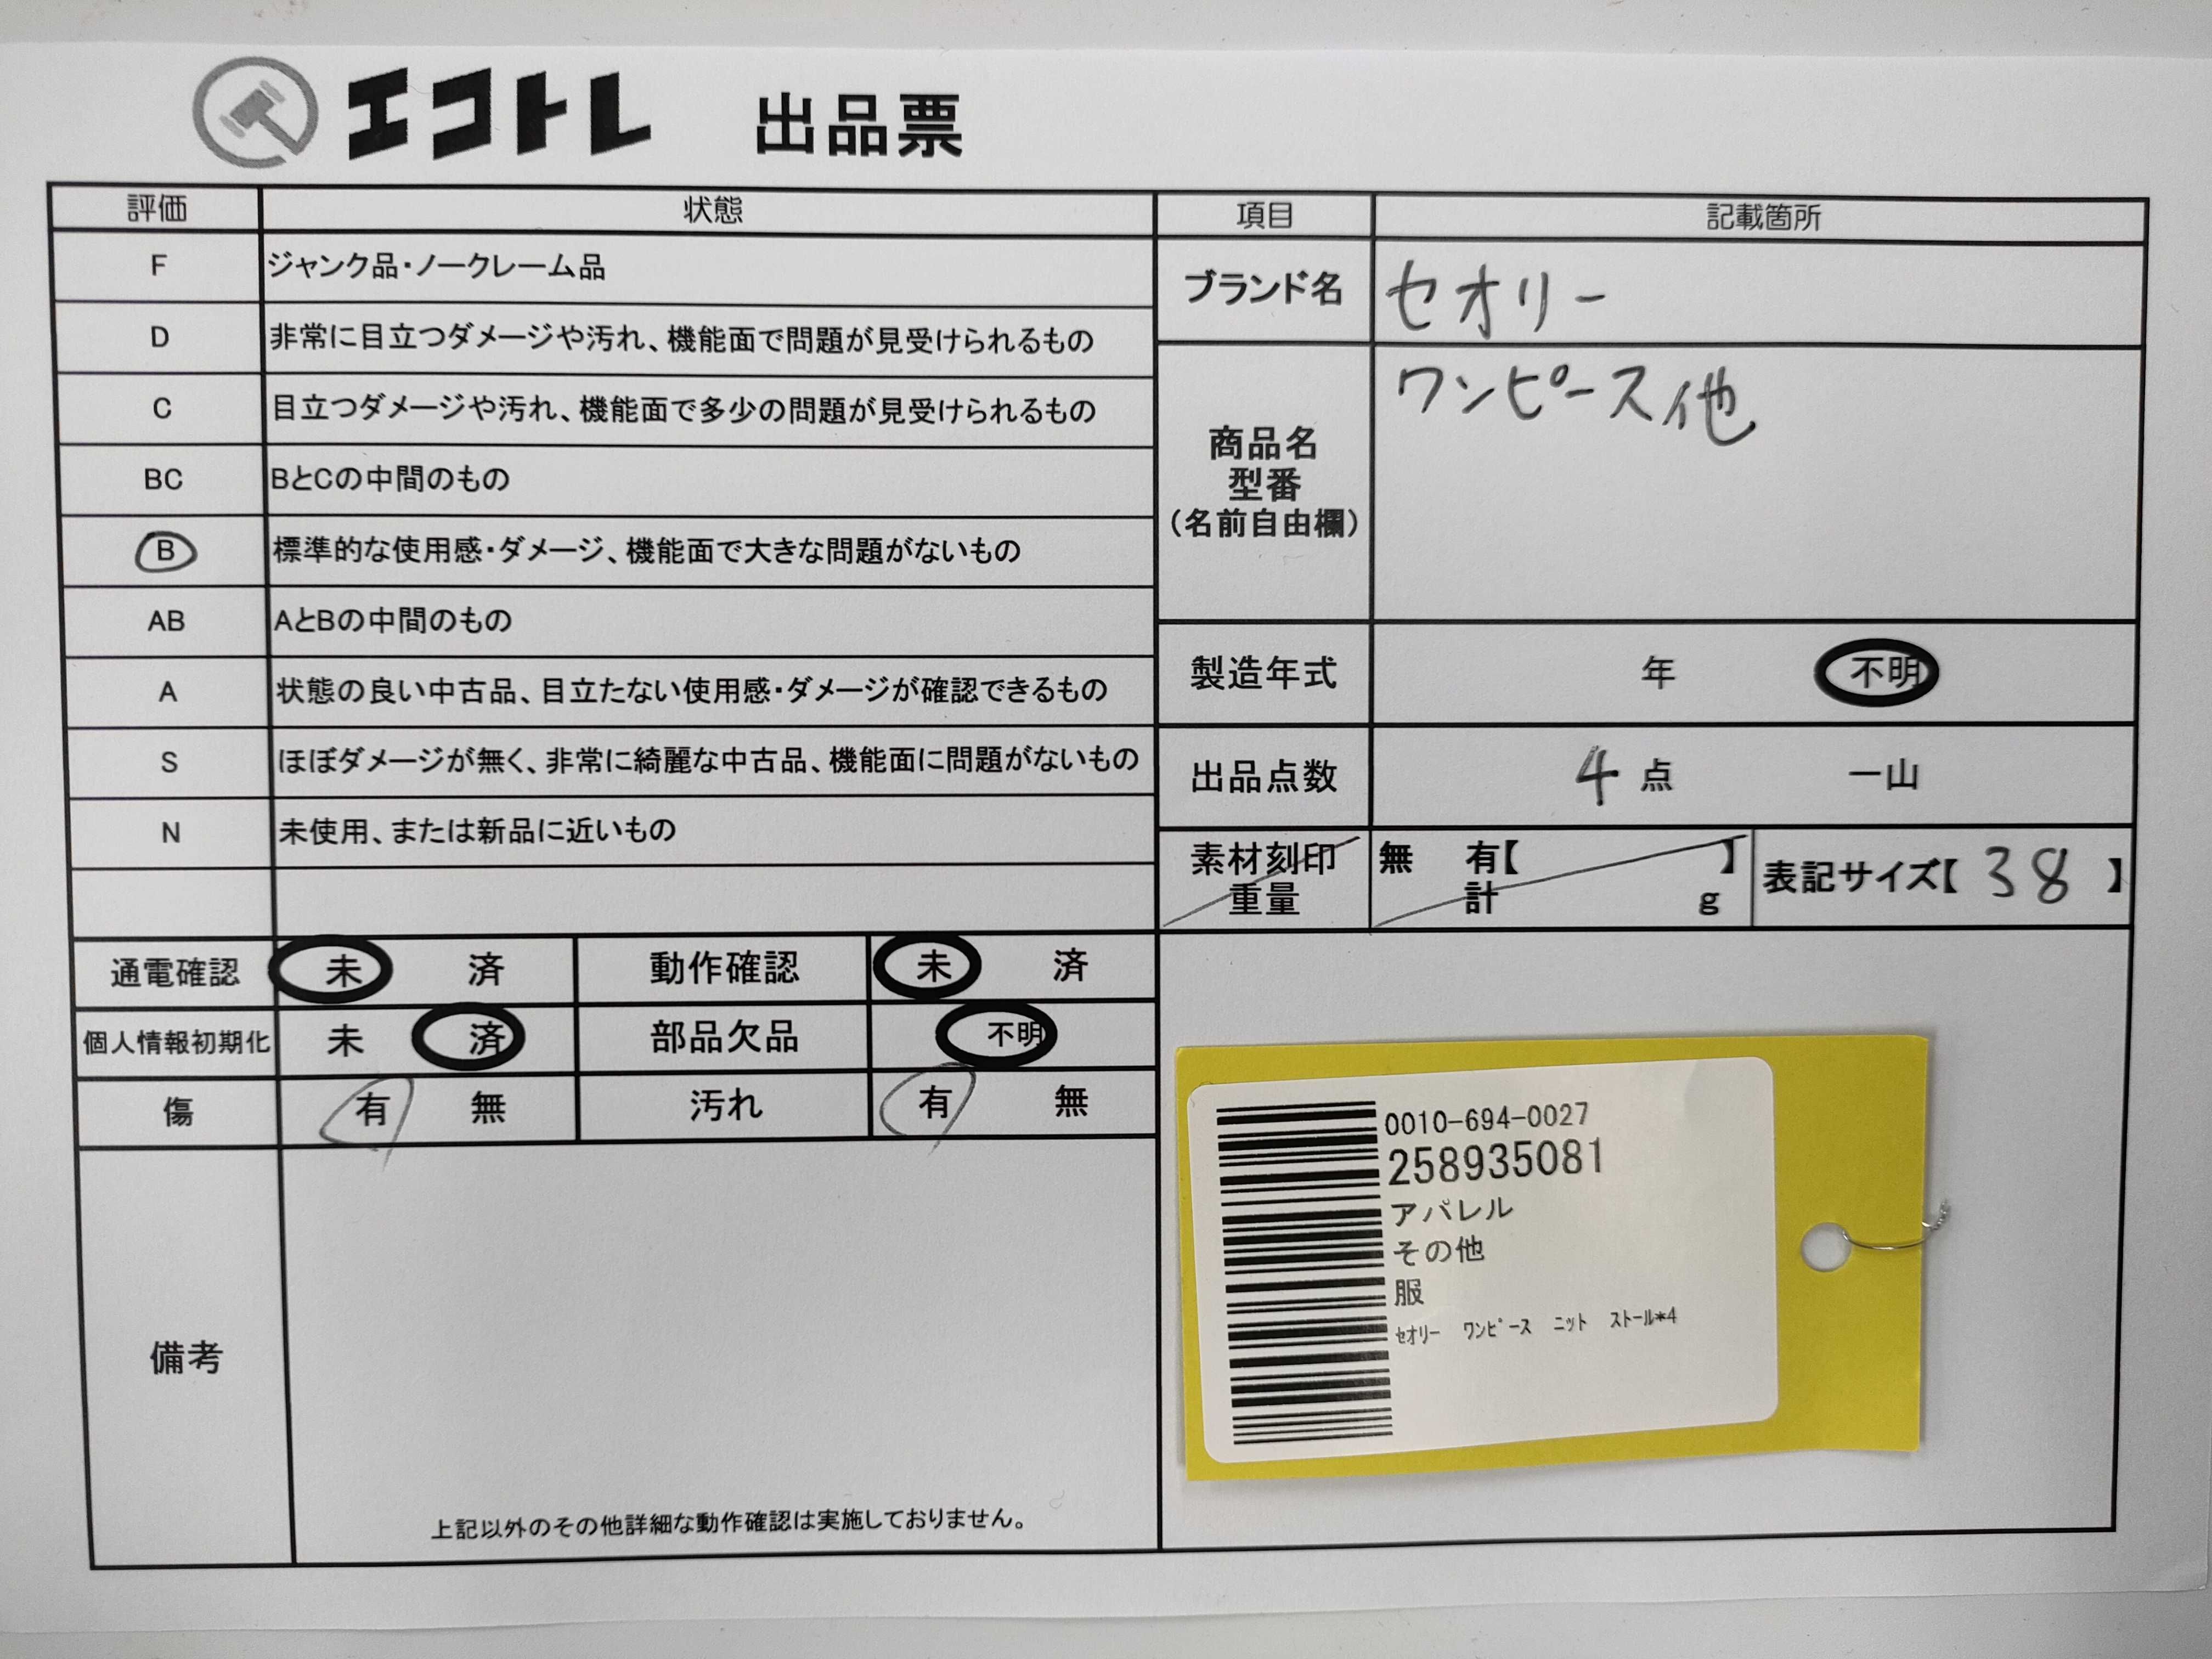 エコトレ 出品票
評価 状態
F ジャンク品・ノークレーム品
D 非常に目立つダメージや汚れ、機能面で問題が見受けられるもの
C 目立つダメージや汚れ、機能面で多少の問題が見受けられるもの
BC BとCの中間のもの
B 標準的な使用感・ダメージ、機能面で大きな問題がないもの
AB AとBの中間のもの
A 状態の良い中古品、目立たない使用感・ダメージが確認できるもの
S ほぼダメージが無く、非常に綺麗な中古品、機能面に問題がないもの
N 未使用、または新品に近いもの
項目 記載箇所
ブランド名 セオリー
商品名
型番
(名前自由欄)
ワンピース他
製造年式 年 不明
出品点数 4 点 一山
素材刻印
重量
無 有【 】
計 g
表記サイズ【 38 】
通電確認 未 済 動作確認 未 済
個人情報初期化 未 済 部品欠品 不明
傷 有 無 汚れ 有 無
備考
上記以外のその他詳細な動作確認は実施しておりません。
0010-694-0027
258935081
アパレル
その他
服
ｾｵﾘｰ ﾜﾝﾋﾟｰｽ ﾆｯﾄ ｽﾄｰﾙ*4